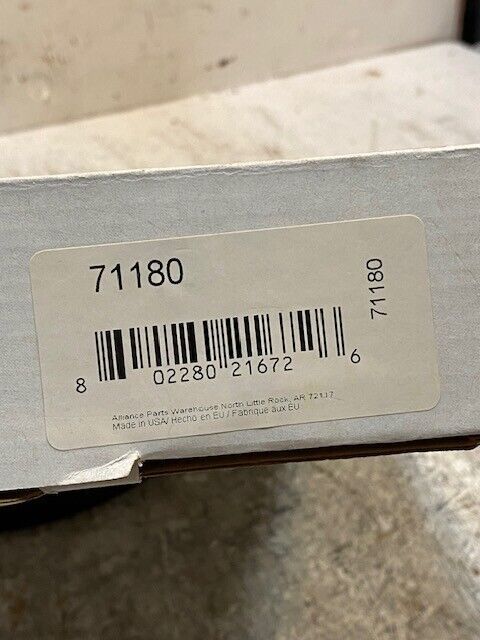 71180
71180
8 02280 21672 6
Alliance Parts Warehouse North Little Rock, AR 72117
Made in USA/ Hecho en EU / Fabrique aux EU